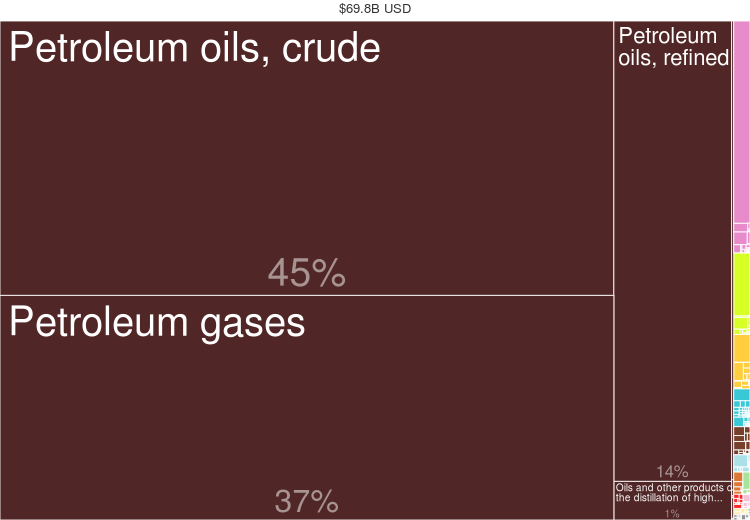 $69.8B USD
Petroleum oils, crude
45%
Petroleum gases
37%
Petroleum
oils, refined
14%
Oils and other products
the distillation of high...
1%